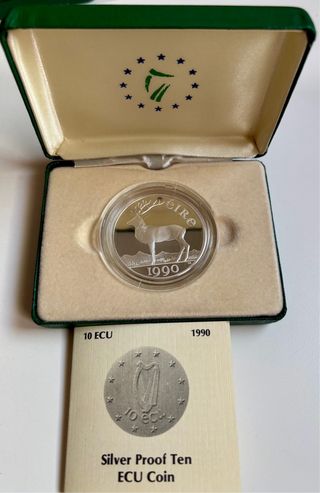 éIRe
1990
10 ECU 1990
10 ecu
Silver Proof Ten
ECU Coin